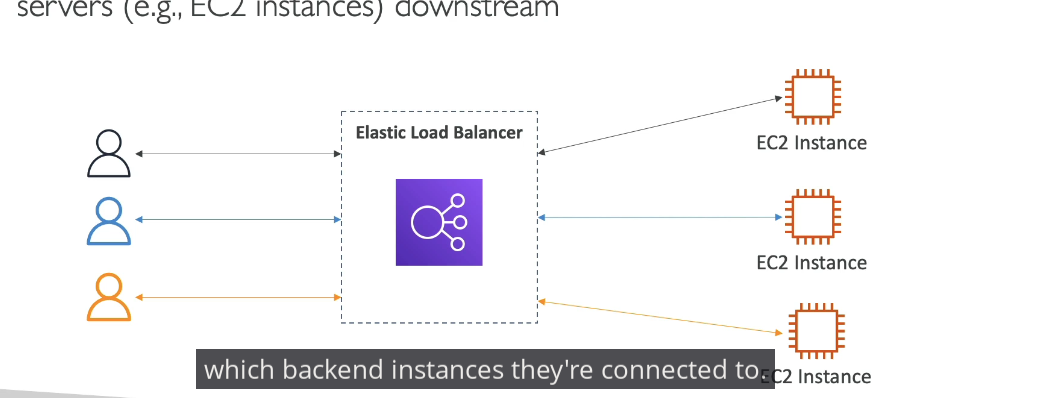 servers (e.g., EC2 instances) downstream
Elastic Load Balancer
EC2 Instance
EC2 Instance
which backend instances they're connected to.
C2 Instance